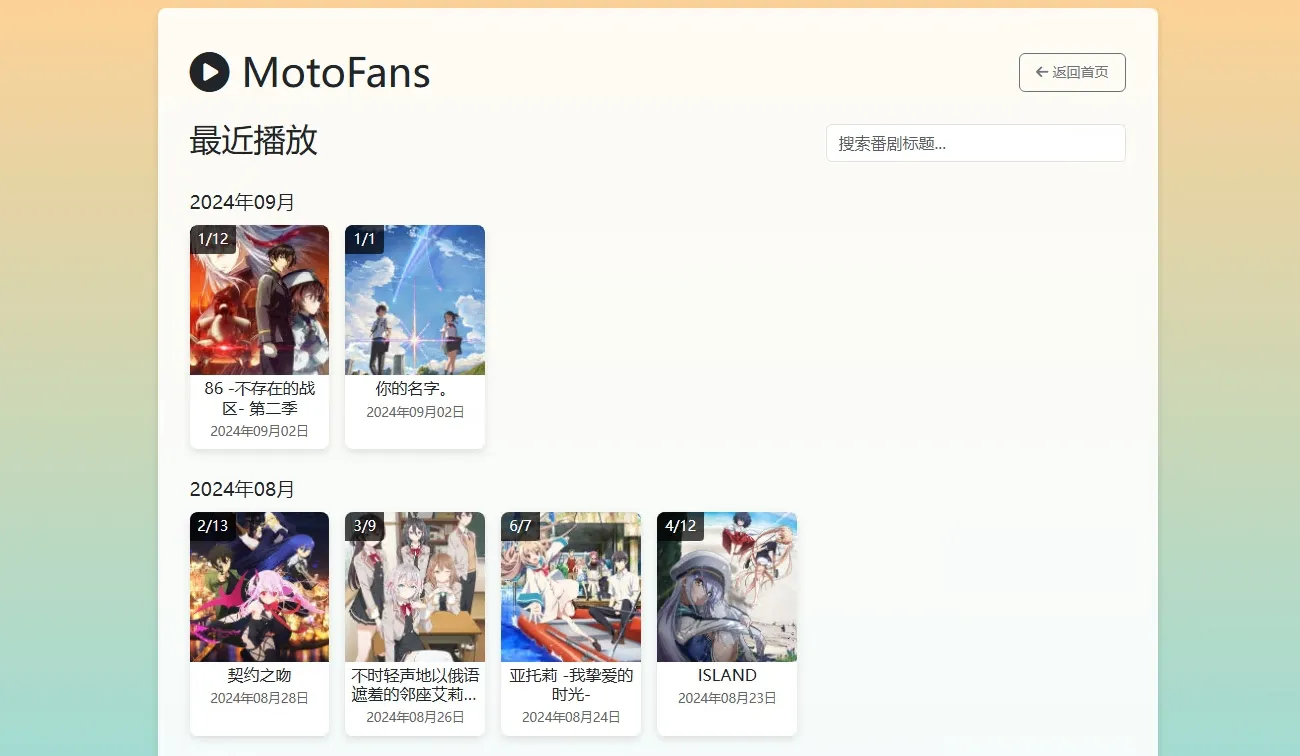 MotoFans
← 返回首页
最近播放
搜索番剧标题...
2024年09月
1/12
86 -不存在的战
区- 第二季
2024年09月02日
1/1
你的名字。
2024年09月02日
2024年08月
2/13
契约之吻
2024年08月28日
3/9
不时轻声地以俄语
遮羞的邻座艾莉...
2024年08月26日
6/7
亚托莉 -我挚爱的
时光-
2024年08月24日
4/12
ISLAND
2024年08月23日